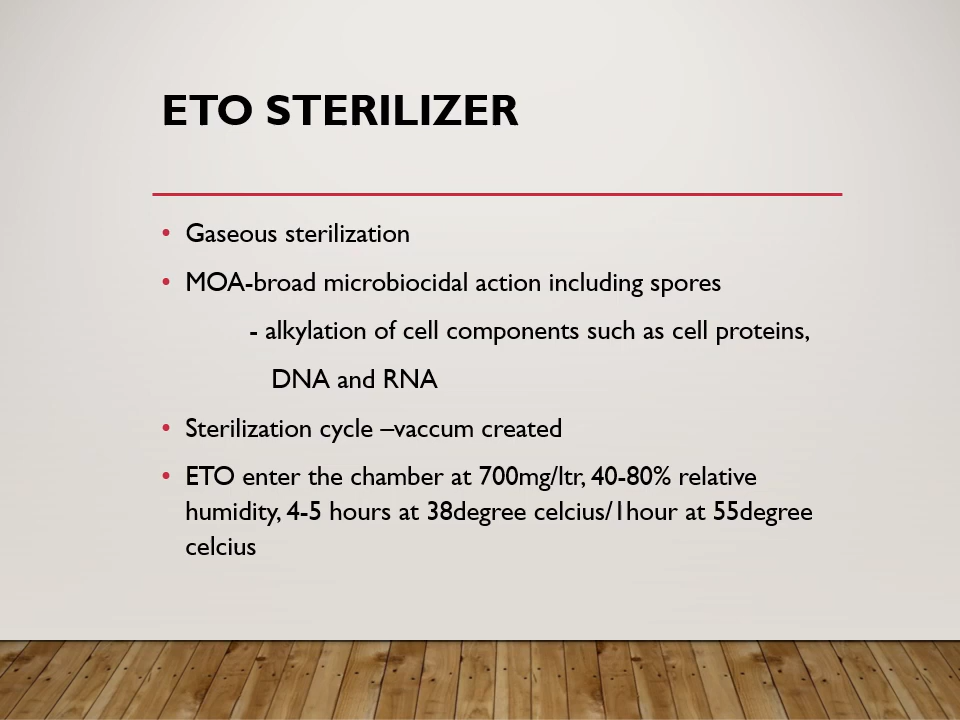 ETO STERILIZER
• Gaseous sterilization
• MOA-broad microbiocidal action including spores
- alkylation of cell components such as cell proteins,
DNA and RNA
• Sterilization cycle –vaccum created
• ETO enter the chamber at 700mg/ltr, 40-80% relative
humidity, 4-5 hours at 38degree celcius/1hour at 55degree
celcius